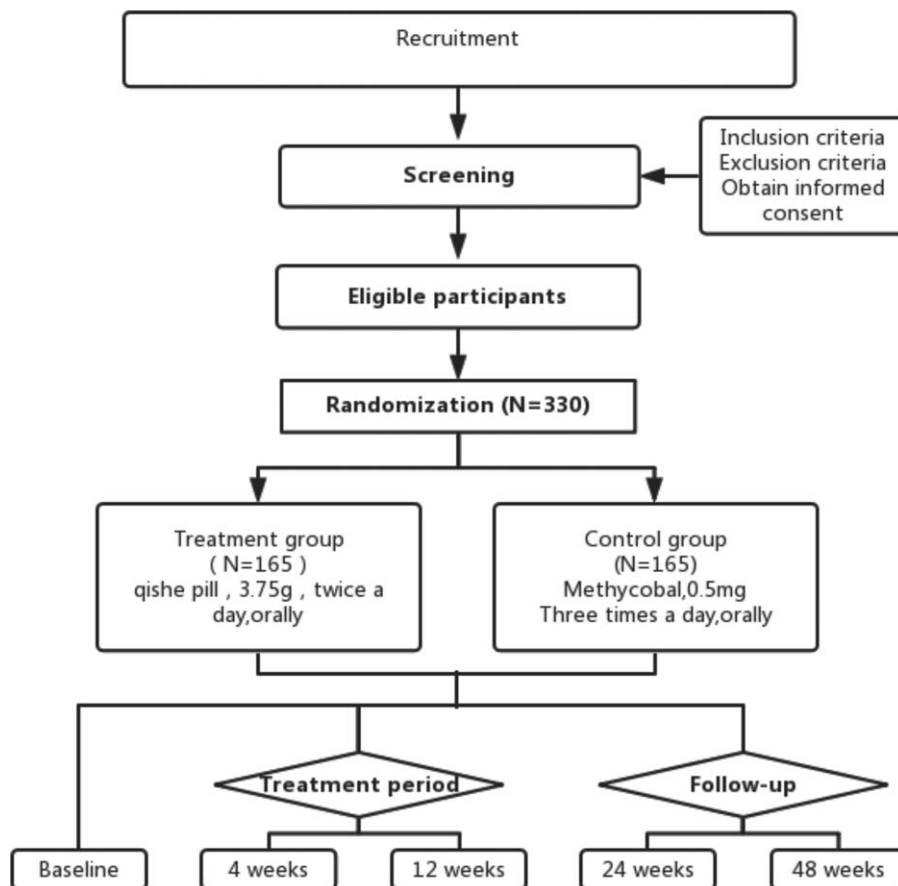 Recruitment
Screening
Inclusion criteria
Exclusion criteria
Obtain informed
consent
Eligible participants
Randomization (N=330)
Treatment group
( N=165 )
qishe pill , 3.75g , twice a
day,orally
Control group
(N=165)
Methycobal,0.5mg
Three times a day,orally
Treatment period
Follow-up
Baseline
4 weeks
12 weeks
24 weeks
48 weeks